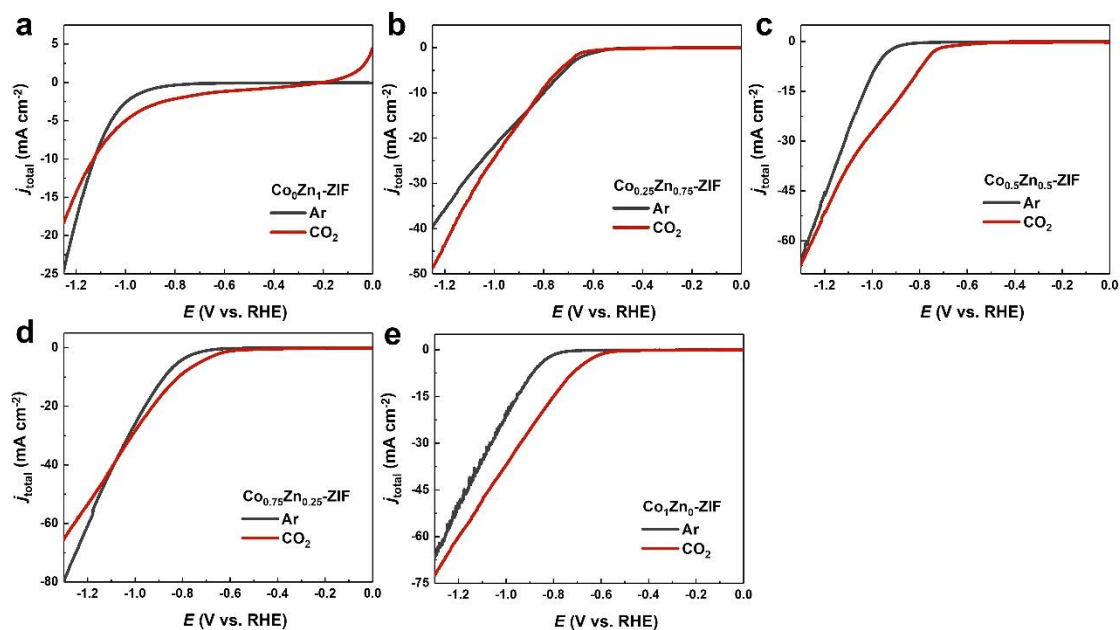 a
5
0
-5
-10
-15
-20
-25
j_total (mA cm⁻²)
Co₀Zn₁-ZIF
Ar
CO₂
-1.2 -1.0 -0.8 -0.6 -0.4 -0.2 0.0
E (V vs. RHE)
b
0
-10
-20
-30
-40
-50
j_total (mA cm⁻²)
Co₀.₂₅Zn₀.₇₅-ZIF
Ar
CO₂
-1.2 -1.0 -0.8 -0.6 -0.4 -0.2 0.0
E (V vs. RHE)
c
0
-15
-30
-45
-60
j_total (mA cm⁻²)
Co₀.₅Zn₀.₅-ZIF
Ar
CO₂
-1.2 -1.0 -0.8 -0.6 -0.4 -0.2 0.0
E (V vs. RHE)
d
0
-20
-40
-60
-80
j_total (mA cm⁻²)
Co₀.₇₅Zn₀.₂₅-ZIF
Ar
CO₂
-1.2 -1.0 -0.8 -0.6 -0.4 -0.2 0.0
E (V vs. RHE)
e
0
-15
-30
-45
-60
-75
j_total (mA cm⁻²)
Co₁Zn₀-ZIF
Ar
CO₂
-1.2 -1.0 -0.8 -0.6 -0.4 -0.2 0.0
E (V vs. RHE)